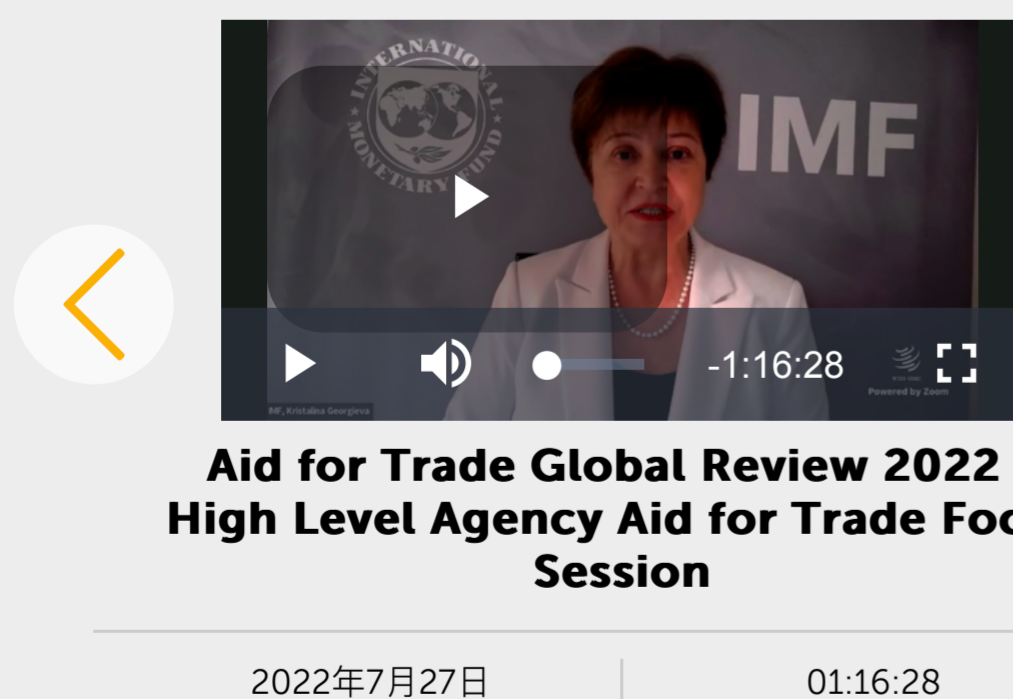 INTERNATIONAL MONETARY FUND
IMF
-1:16:28
Powered by Zoom
IMF, Kristalina Georgieva
Aid for Trade Global Review 2022
High Level Agency Aid for Trade Foo
Session
2022年7月27日
01:16:28